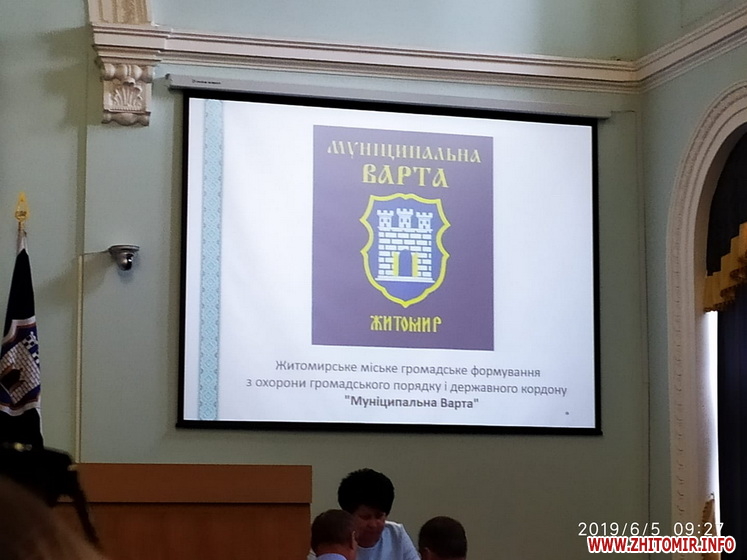 МУНІЦИПАЛЬНА
ВАРТА
ЖИТОМИР
Житомирське міське громадське формування
з охорони громадського порядку і державного кордону
"Муніципальна Варта"
2019/6/5 09:27
WWW.ZHITOMIR.INFO